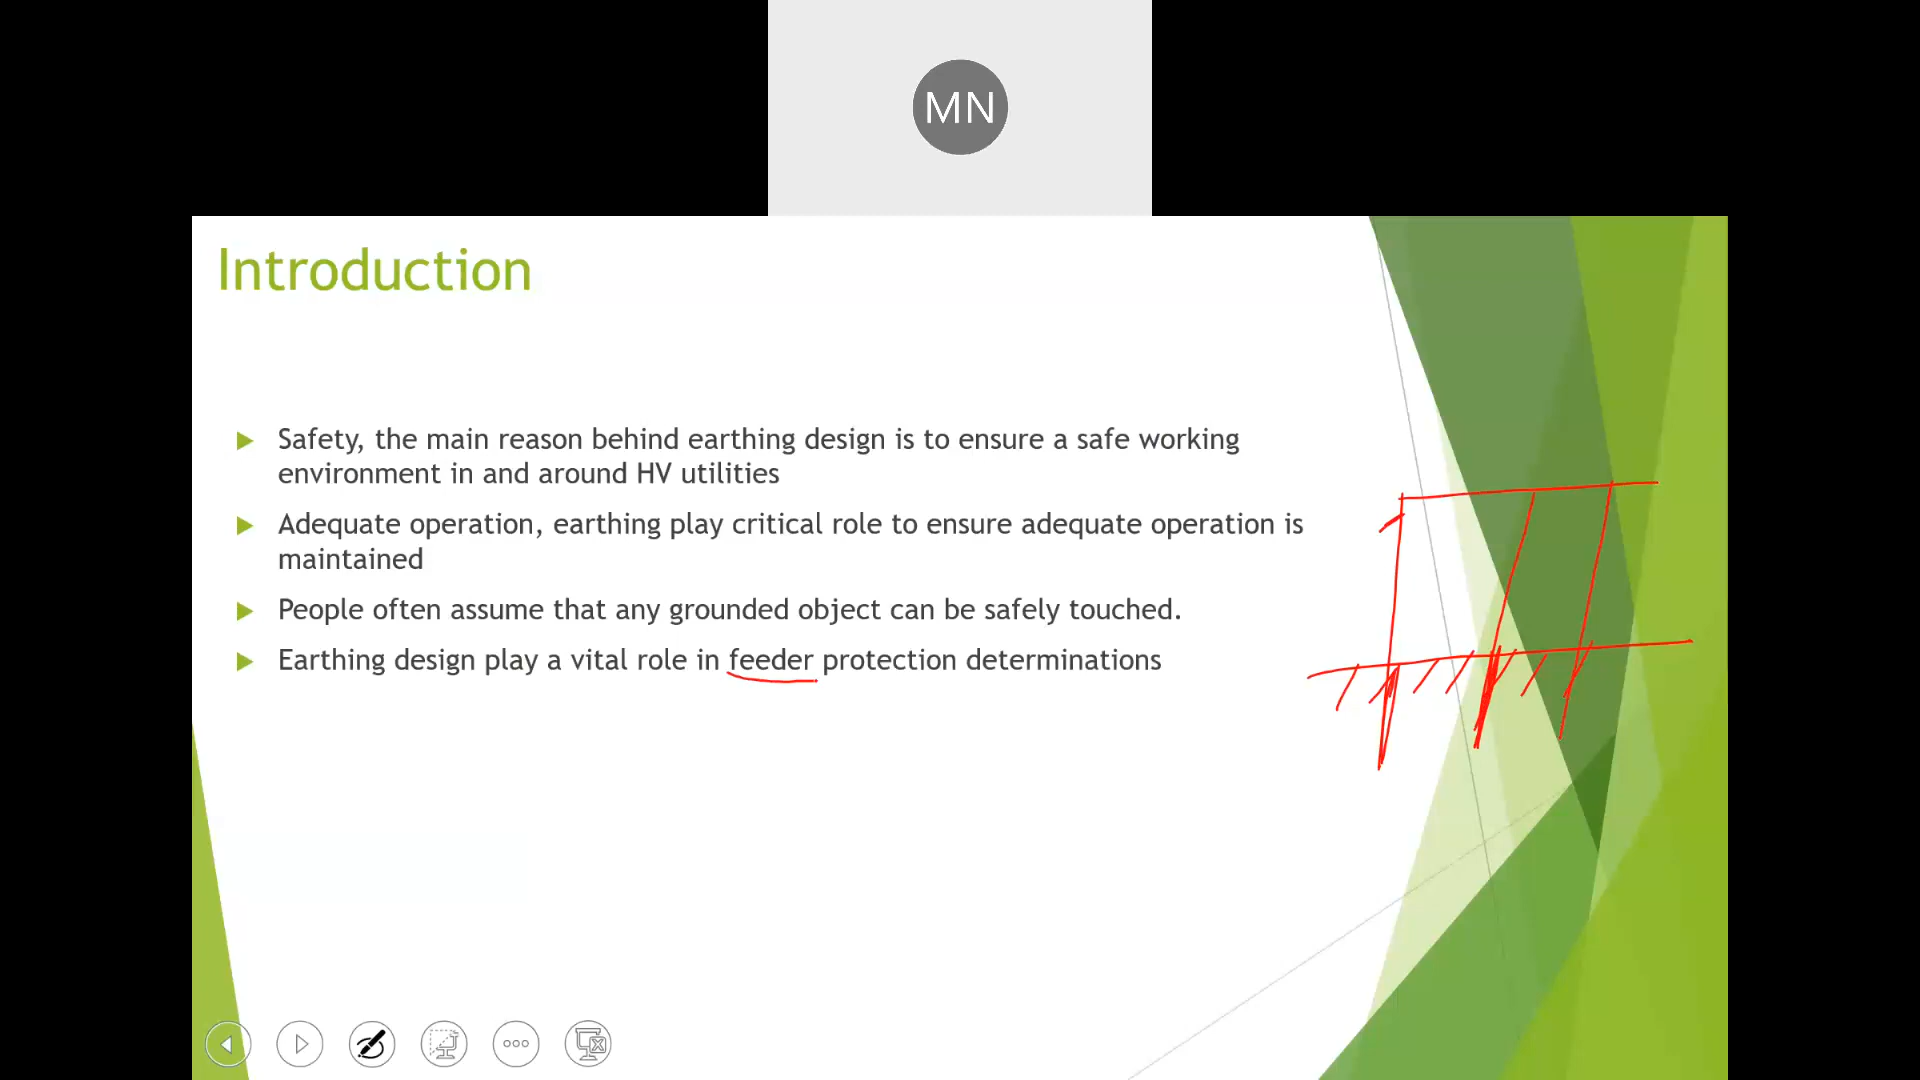 MN
Introduction
Safety, the main reason behind earthing design is to ensure a safe working
environment in and around HV utilities
Adequate operation, earthing play critical role to ensure adequate operation is
maintained
People often assume that any grounded object can be safely touched.
Earthing design play a vital role in feeder protection determinations